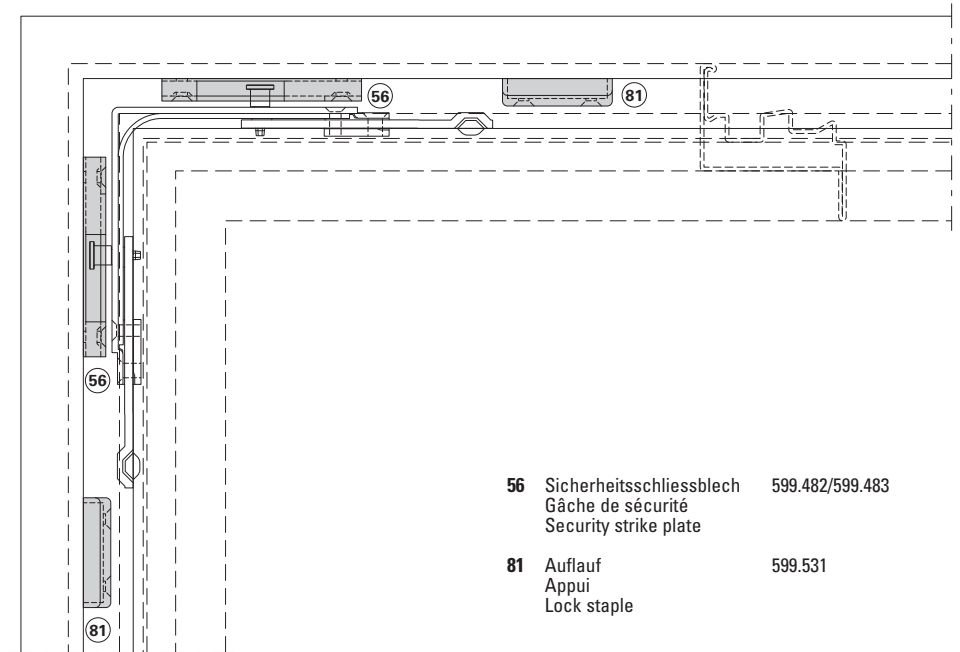 56
81
56
56 Sicherheitsschliessblech 599.482/599.483
Gâche de sécurité
Security strike plate
81 Auflauf 599.531
Appui
Lock staple
81